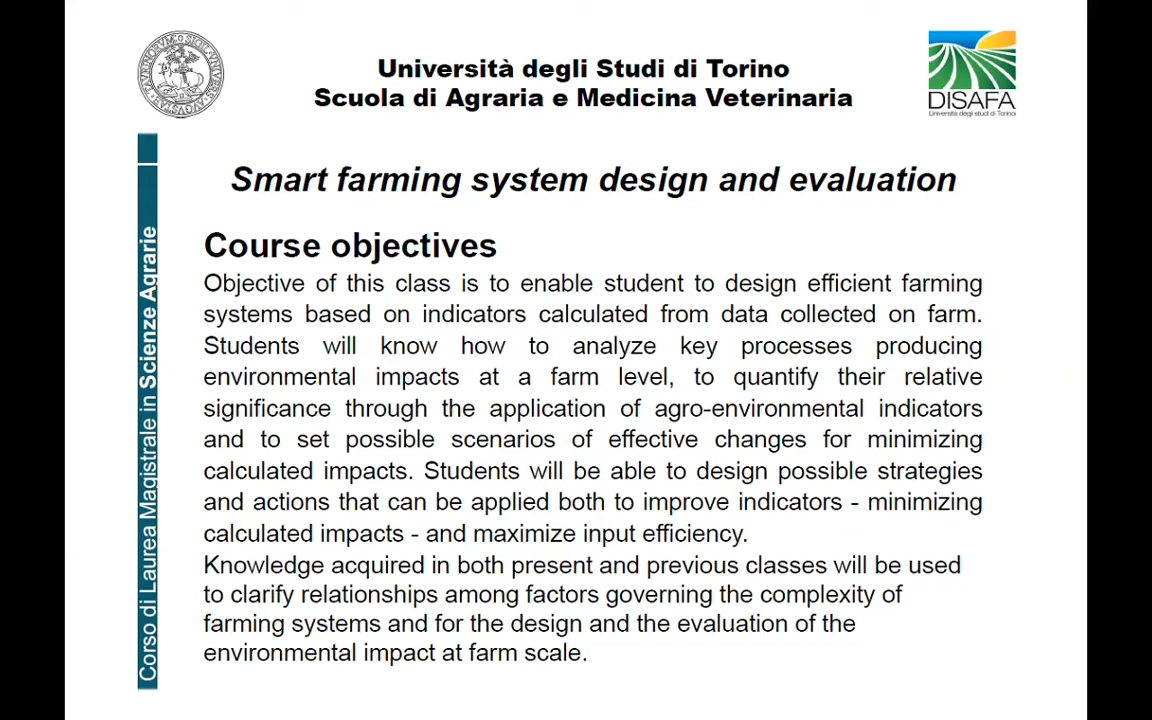 Università degli Studi di Torino
Scuola di Agraria e Medicina Veterinaria
DISAFA
Università degli studi di Torino
Smart farming system design and evaluation
Course objectives
Objective of this class is to enable student to design efficient farming
systems based on indicators calculated from data collected on farm.
Students will know how to analyze key processes producing
environmental impacts at a farm level, to quantify their relative
significance through the application of agro-environmental indicators
and to set possible scenarios of effective changes for minimizing
calculated impacts. Students will be able to design possible strategies
and actions that can be applied both to improve indicators - minimizing
calculated impacts - and maximize input efficiency.
Knowledge acquired in both present and previous classes will be used
to clarify relationships among factors governing the complexity of
farming systems and for the design and the evaluation of the
environmental impact at farm scale.
Corso di Laurea Magistrale in Scienze Agrarie